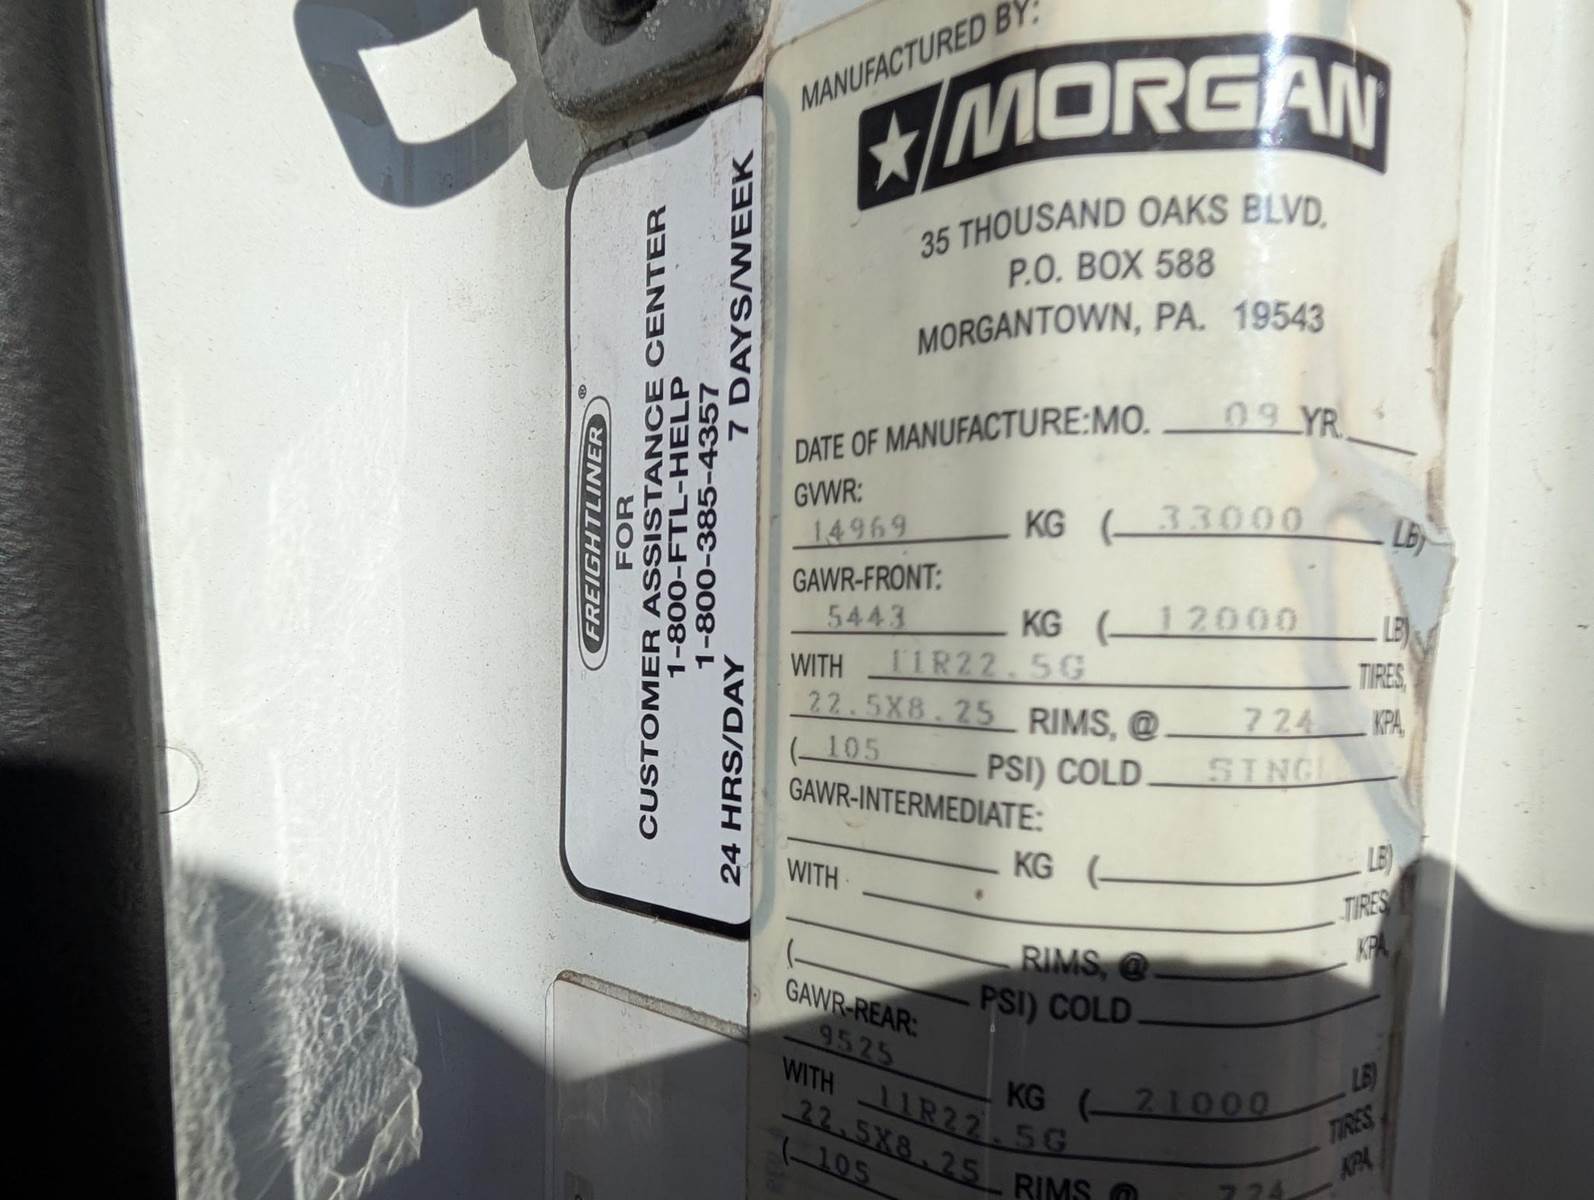 FREIGHTLINER®
FOR
CUSTOMER ASSISTANCE CENTER
1-800-FTL-HELP
1-800-385-4357
24 HRS/DAY 7 DAYS/WEEK
MANUFACTURED BY:
MORGAN
35 THOUSAND OAKS BLVD.
P.O. BOX 588
MORGANTOWN, PA. 19543
DATE OF MANUFACTURE:MO. 09 YR.
GVWR:
14969 KG ( 33000 LB)
GAWR-FRONT:
5443 KG ( 12000 LB)
WITH 11R22.5G TIRES,
22.5X8.25 RIMS, @ 724 KPA,
( 105 PSI) COLD SING
GAWR-INTERMEDIATE:
KG ( LB)
WITH TIRES,
RIMS, @ KPA,
( PSI) COLD
GAWR-REAR:
9525 KG ( 21000 LB)
WITH 11R22.5G TIRES,
22.5X8.25 RIMS @ 724 KPA,
( 105